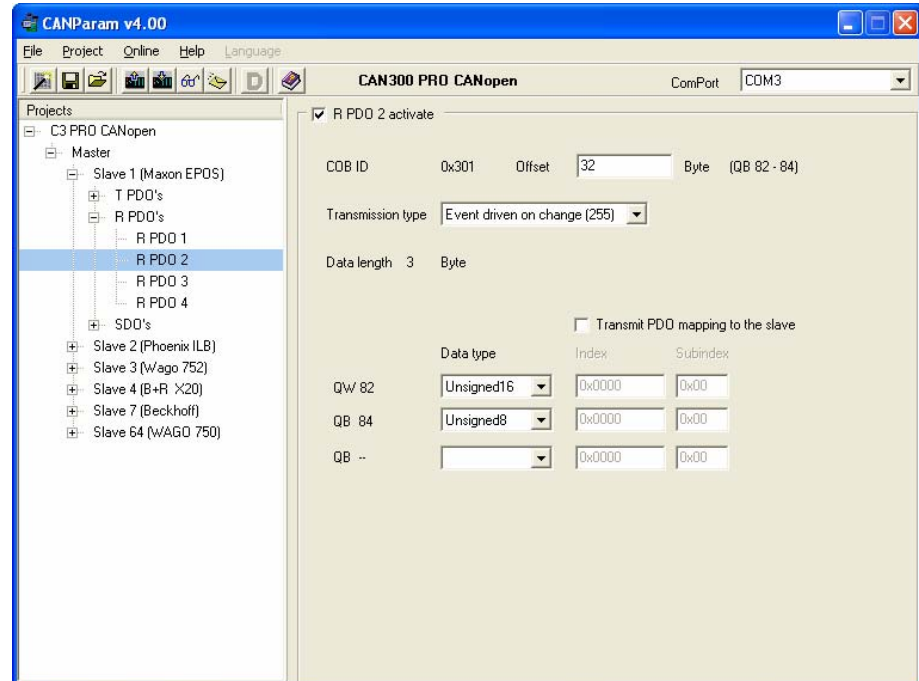 CANParam v4.00
File Project Online Help Language
D CAN300 PRO CANopen ComPort COM3
Projects
C3 PRO CANopen
Master
Slave 1 (Maxon EPOS)
T PDO's
R PDO's
R PDO 1
R PDO 2
R PDO 3
R PDO 4
SDO's
Slave 2 (Phoenix ILB)
Slave 3 (Wago 752)
Slave 4 (B+R X20)
Slave 7 (Beckhoff)
Slave 64 (WAGO 750)
R PDO 2 activate
COB ID 0x301 Offset 32 Byte (QB 82 - 84)
Transmission type Event driven on change (255)
Data length 3 Byte
Transmit PDO mapping to the slave
Data type Index Subindex
QW 82 Unsigned16 0x0000 0x00
QB 84 Unsigned8 0x0000 0x00
QB -- 0x0000 0x00